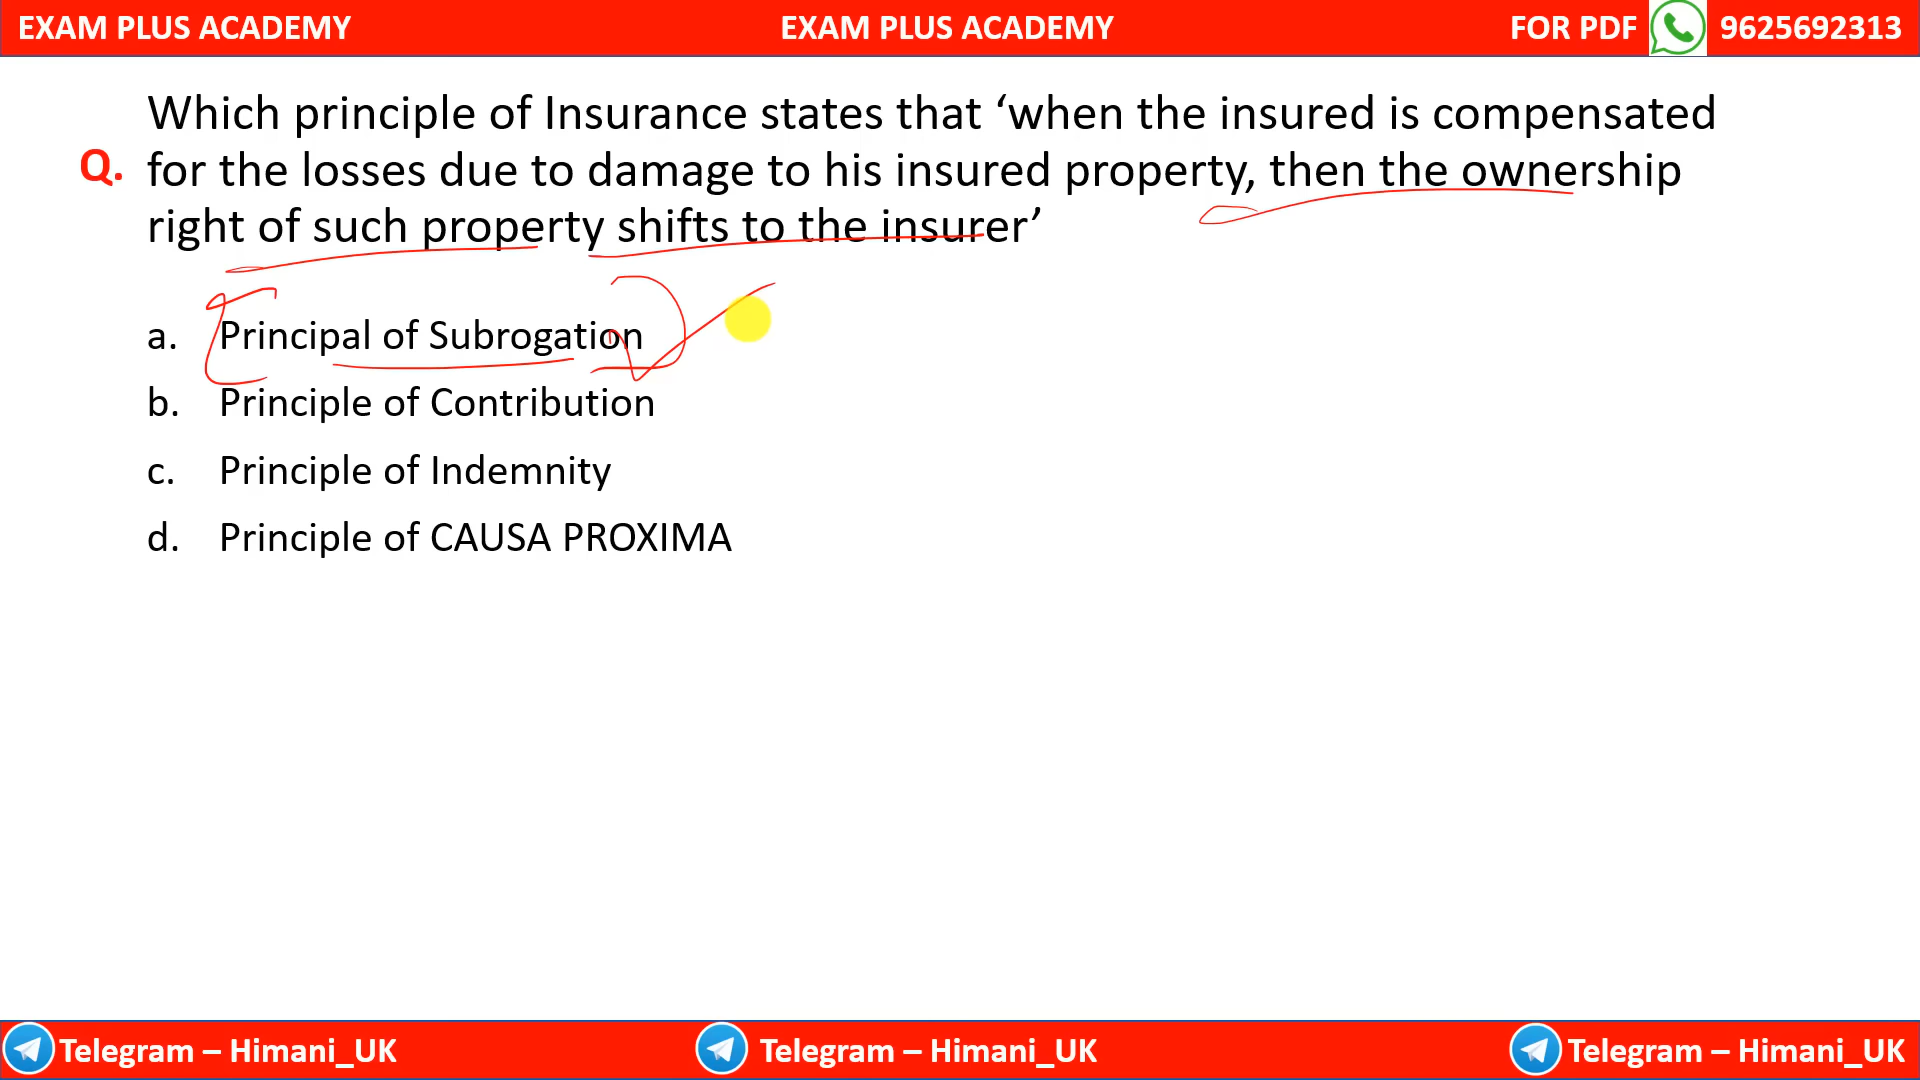 EXAM PLUS ACADEMY EXAM PLUS ACADEMY FOR PDF 9625692313
Which principle of Insurance states that ‘when the insured is compensated
Q. for the losses due to damage to his insured property, then the ownership
right of such property shifts to the insurer’
a. Principal of Subrogation
b. Principle of Contribution
c. Principle of Indemnity
d. Principle of CAUSA PROXIMA
Telegram – Himani_UK Telegram – Himani_UK Telegram – Himani_UK